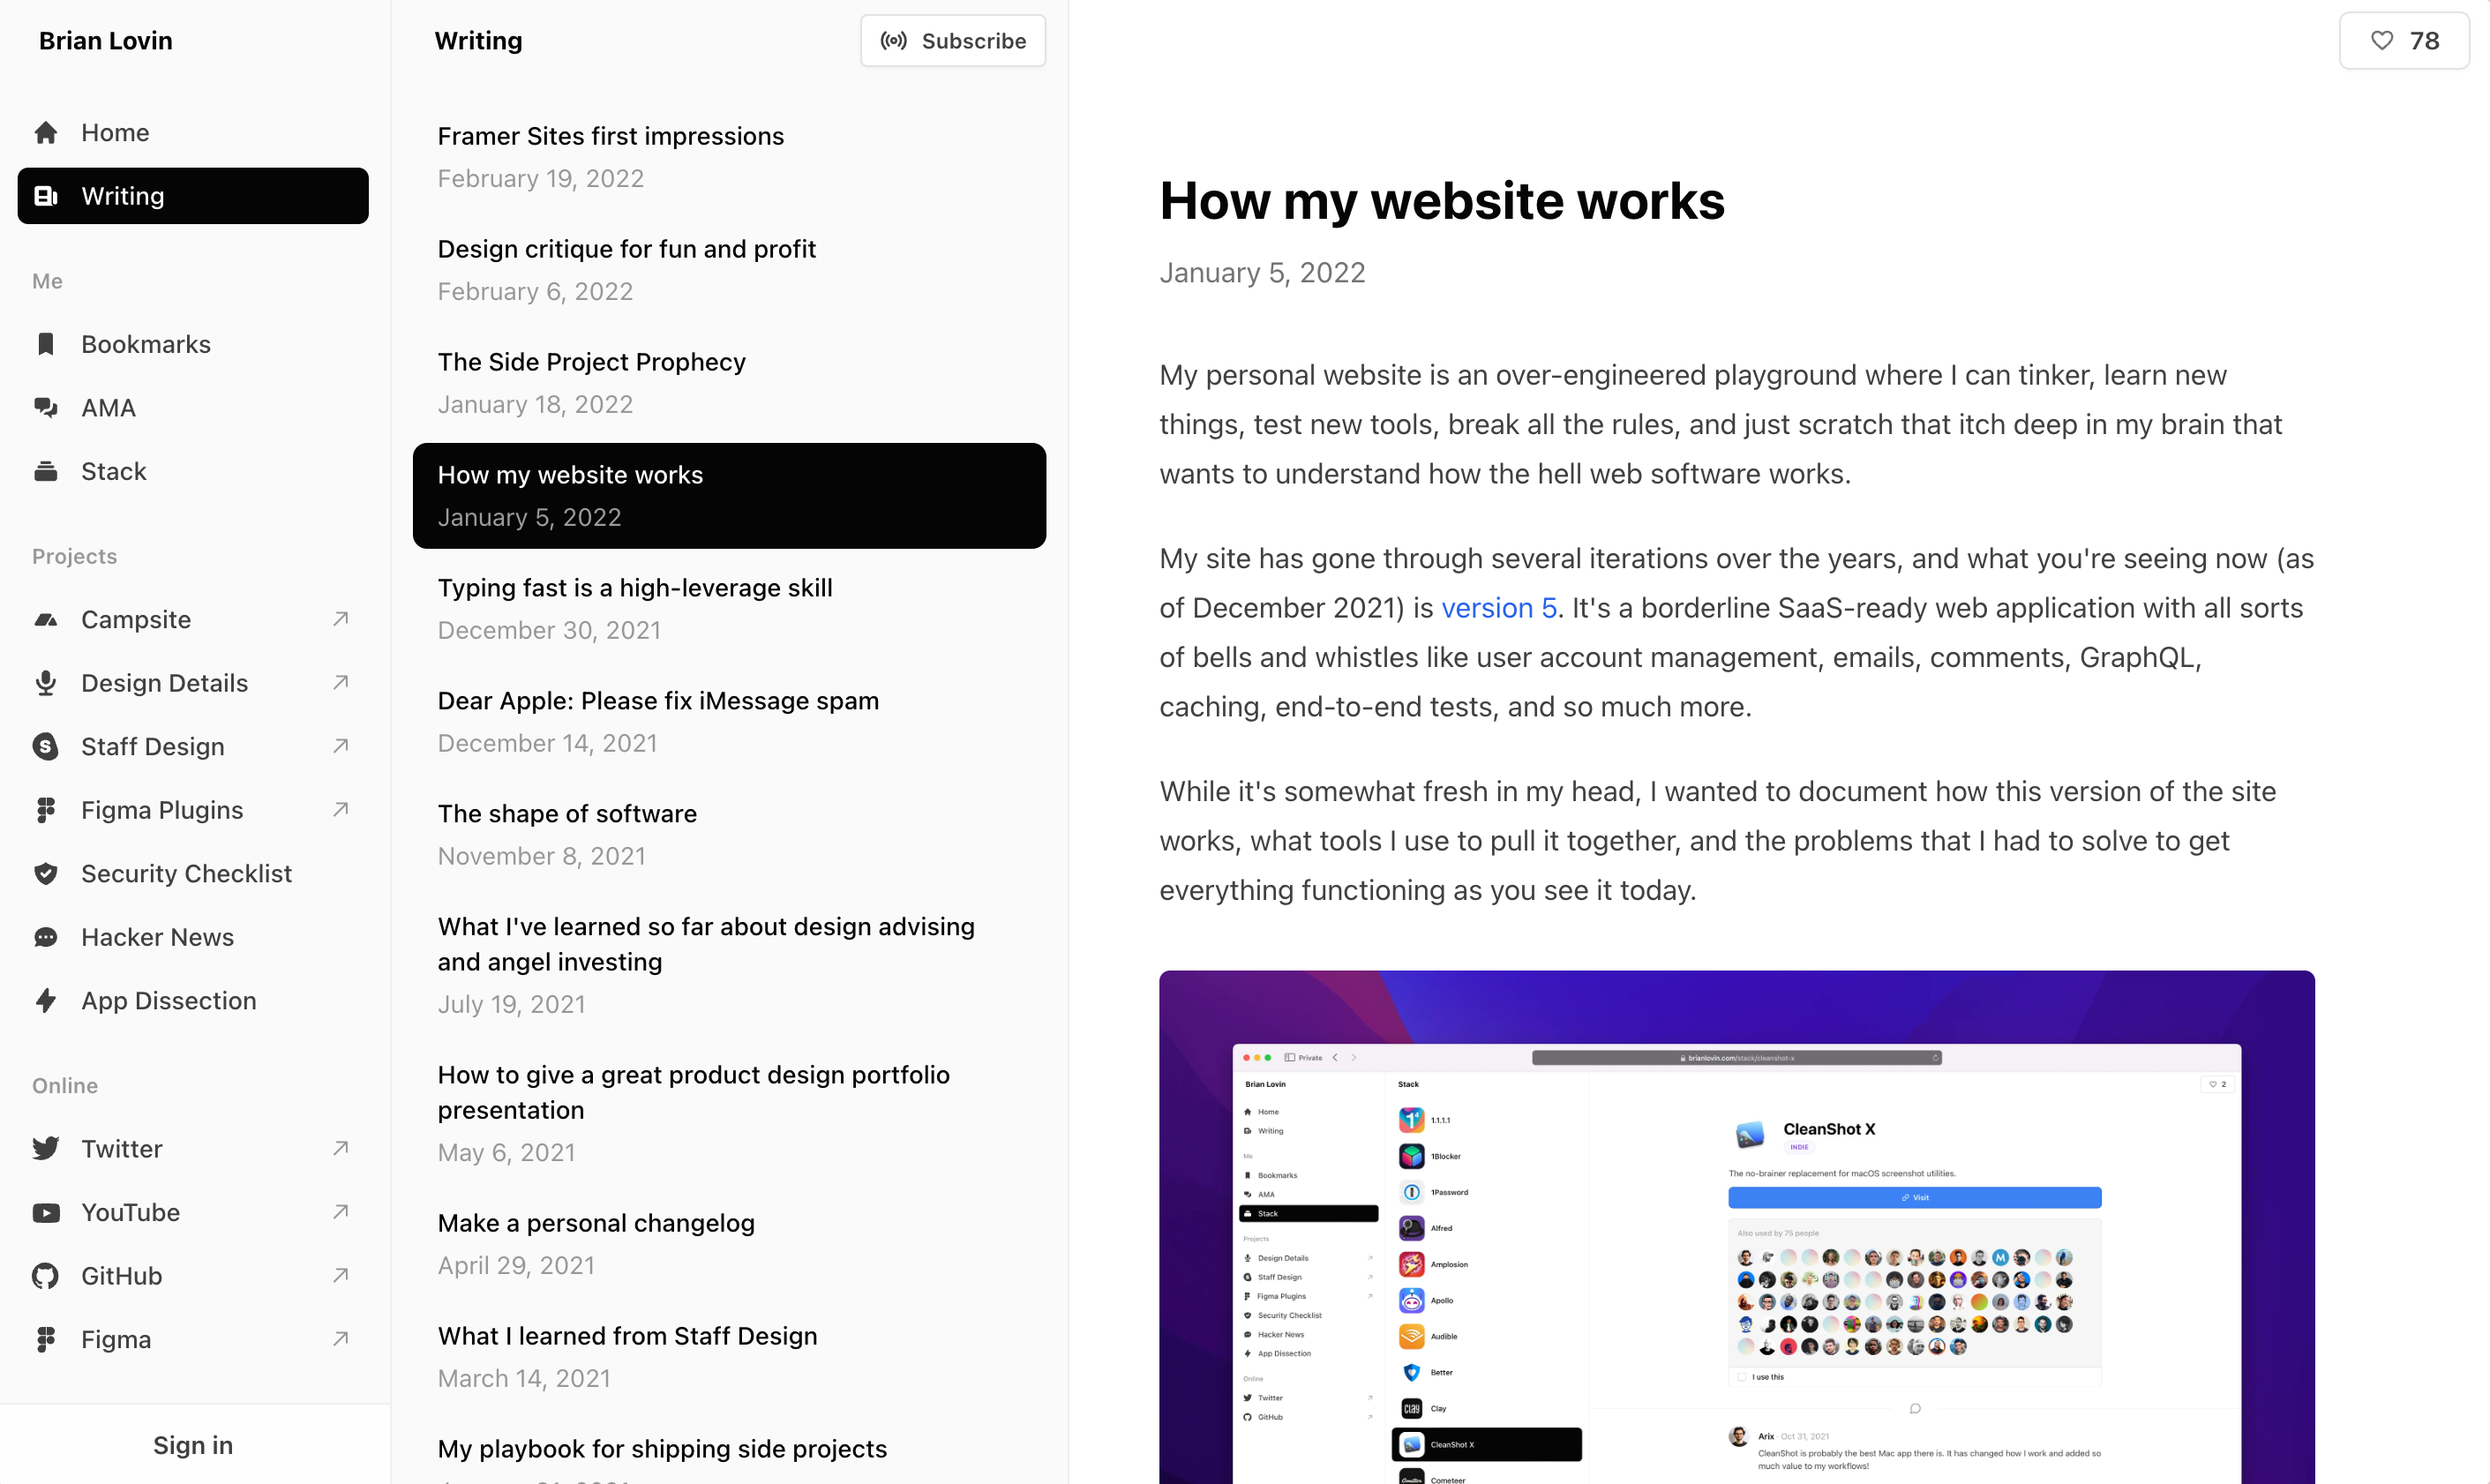 Brian Lovin
Home
Writing
Me
Bookmarks
AMA
Stack
Projects
Campsite
Design Details
Staff Design
Figma Plugins
Security Checklist
Hacker News
App Dissection
Online
Twitter
YouTube
GitHub
Figma
Sign in
Writing
Subscribe
Framer Sites first impressions
February 19, 2022
Design critique for fun and profit
February 6, 2022
The Side Project Prophecy
January 18, 2022
How my website works
January 5, 2022
Typing fast is a high-leverage skill
December 30, 2021
Dear Apple: Please fix iMessage spam
December 14, 2021
The shape of software
November 8, 2021
What I've learned so far about design advising
and angel investing
July 19, 2021
How to give a great product design portfolio
presentation
May 6, 2021
Make a personal changelog
April 29, 2021
What I learned from Staff Design
March 14, 2021
My playbook for shipping side projects
78
How my website works
January 5, 2022
My personal website is an over-engineered playground where I can tinker, learn new
things, test new tools, break all the rules, and just scratch that itch deep in my brain that
wants to understand how the hell web software works.
My site has gone through several iterations over the years, and what you're seeing now (as
of December 2021) is version 5. It's a borderline SaaS-ready web application with all sorts
of bells and whistles like user account management, emails, comments, GraphQL,
caching, end-to-end tests, and so much more.
While it's somewhat fresh in my head, I wanted to document how this version of the site
works, what tools I use to pull it together, and the problems that I had to solve to get
everything functioning as you see it today.
Private
brianlovin.com/stack/cleanshot-x
Brian Lovin
Home
Writing
Me
Bookmarks
AMA
Stack
Projects
Design Details
Staff Design
Figma Plugins
Security Checklist
Hacker News
App Dissection
Online
Twitter
GitHub
Stack
1.1.1.1
1Blocker
1Password
Alfred
Amplosion
Apollo
Audible
Better
Clay
CleanShot X
Cometeer
2
CleanShot X
INDIE
The no-brainer replacement for macOS screenshot utilities.
Visit
Also used by 75 people
I use this
Arix · Oct 31, 2021
CleanShot is probably the best Mac app there is. It has changed how I work and added so
much value to my workflows!